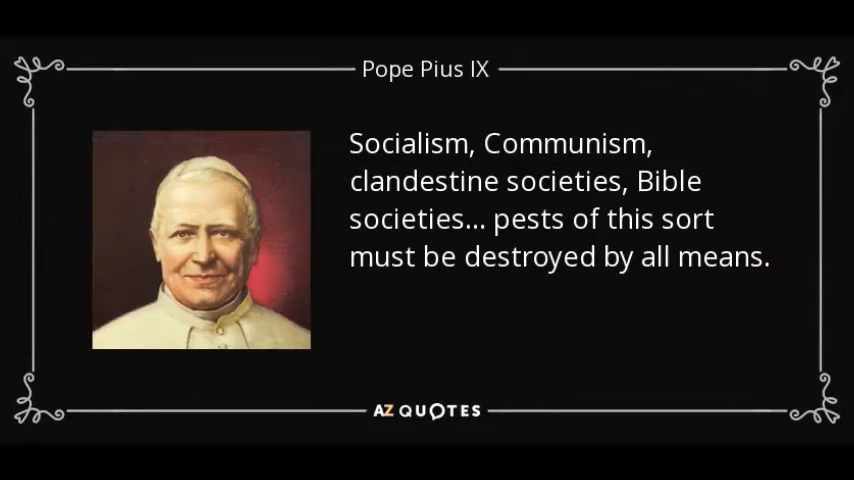 Pope Pius IX
Socialism, Communism,
clandestine societies, Bible
societies... pests of this sort
must be destroyed by all means.
AZ QUOTES